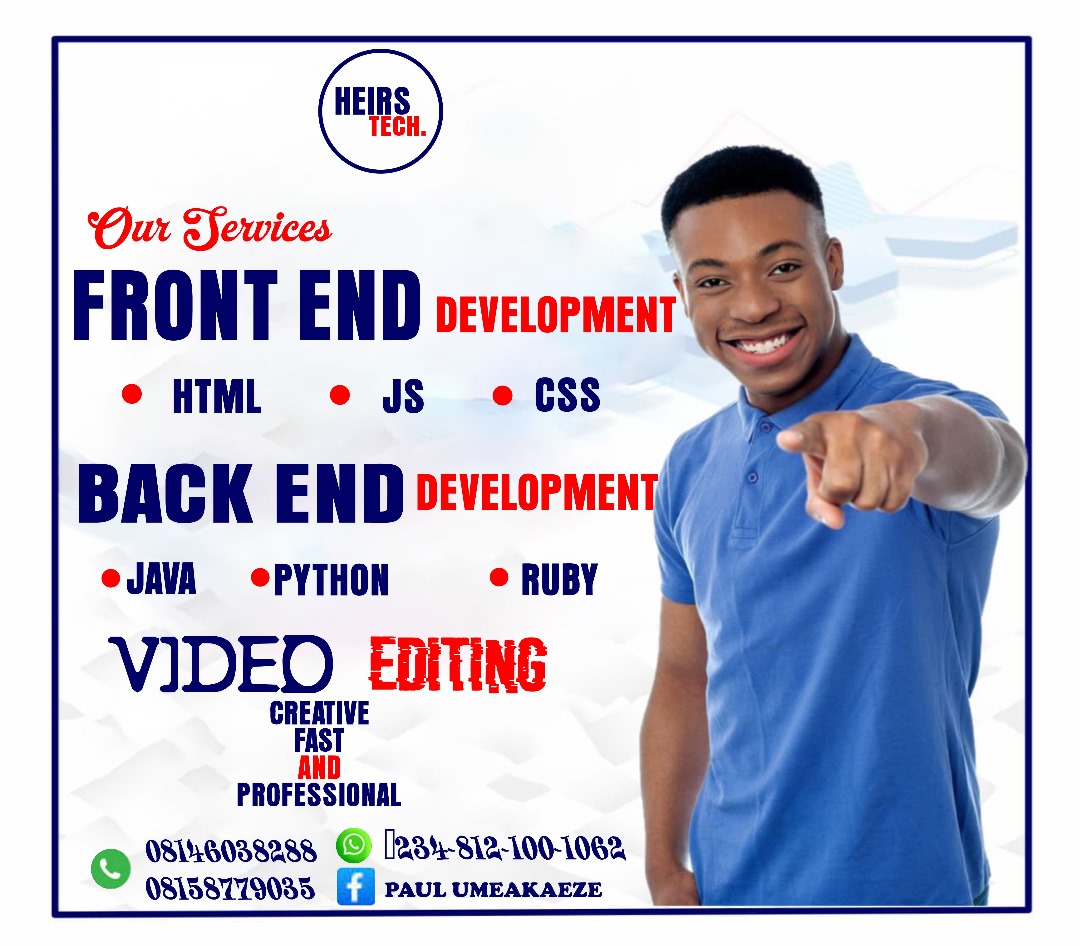 HEIRS
TECH.
Our Services
FRONT END DEVELOPMENT
• HTML • JS • CSS
BACK END DEVELOPMENT
• JAVA • PYTHON • RUBY
VIDEO EDITING
CREATIVE
FAST
AND
PROFESSIONAL
08146038288
08158779035
234-812-100-1062
PAUL UMEAKAEZE